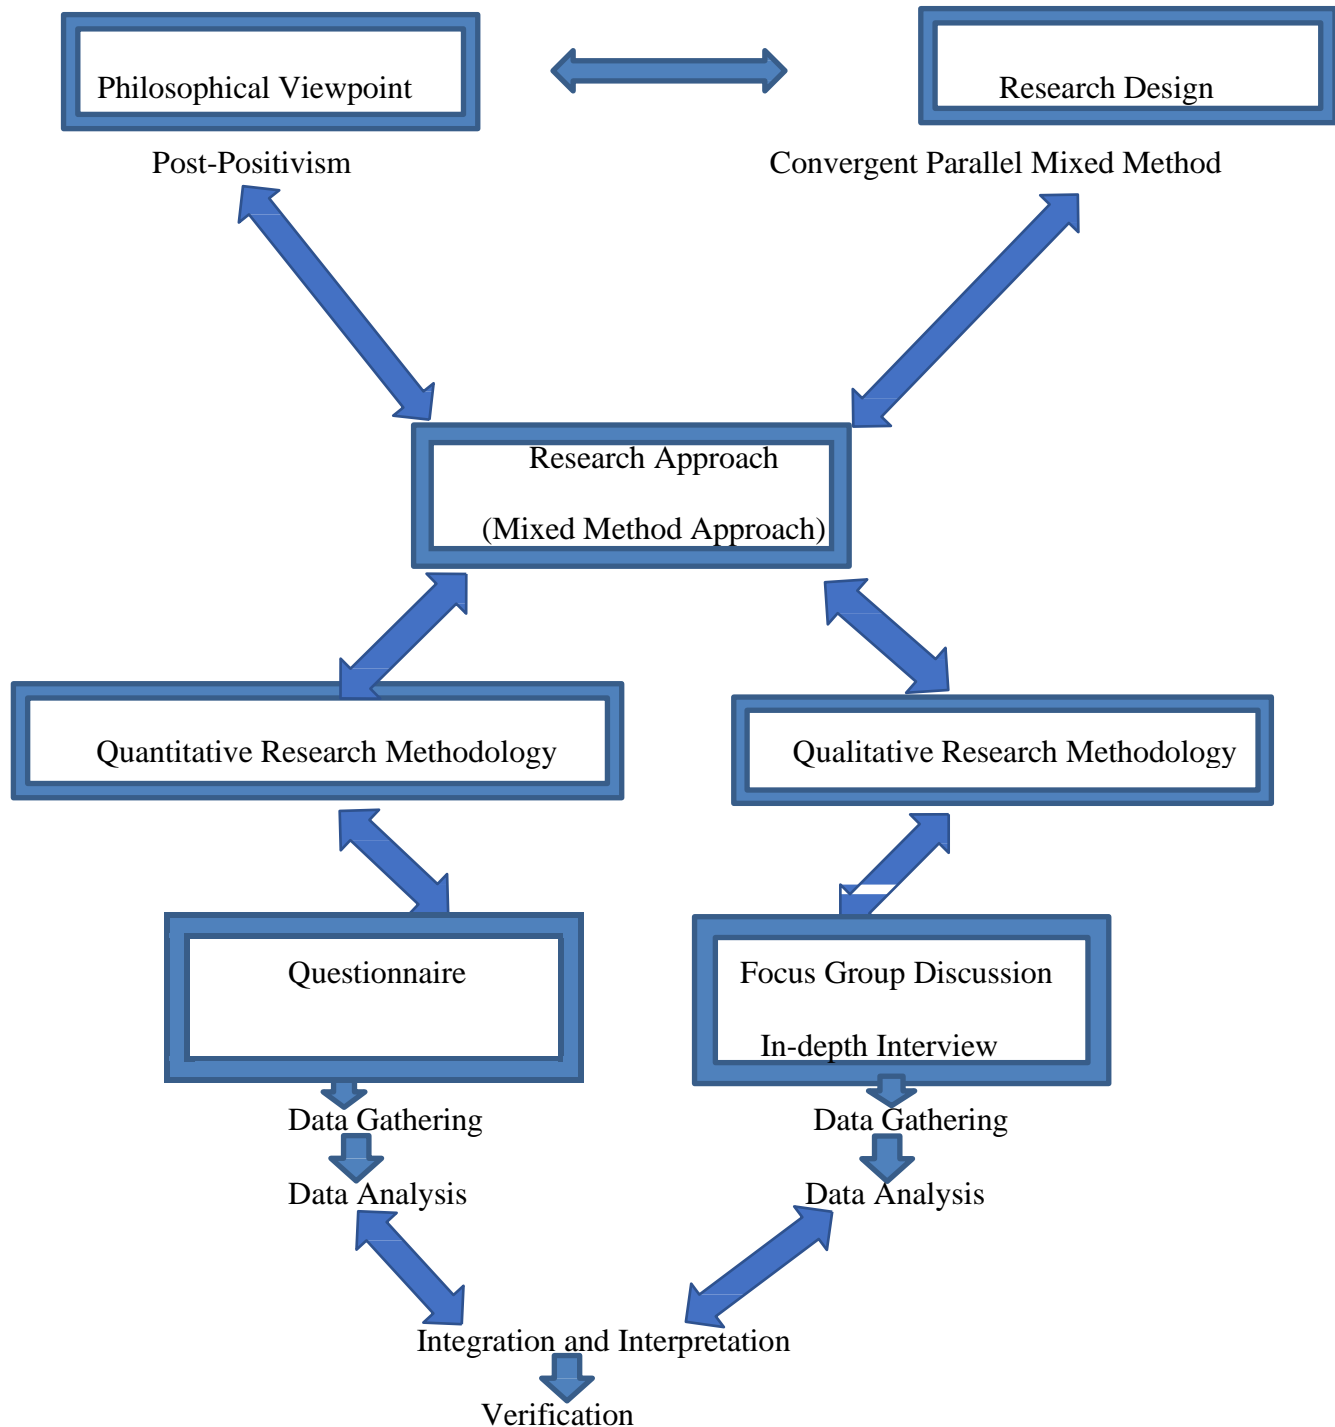 Philosophical Viewpoint
Research Design
Post-Positivism
Convergent Parallel Mixed Method
Research Approach
(Mixed Method Approach)
Quantitative Research Methodology
Qualitative Research Methodology
Questionnaire
Focus Group Discussion
In-depth Interview
Data Gathering
Data Gathering
Data Analysis
Data Analysis
Integration and Interpretation
Verification